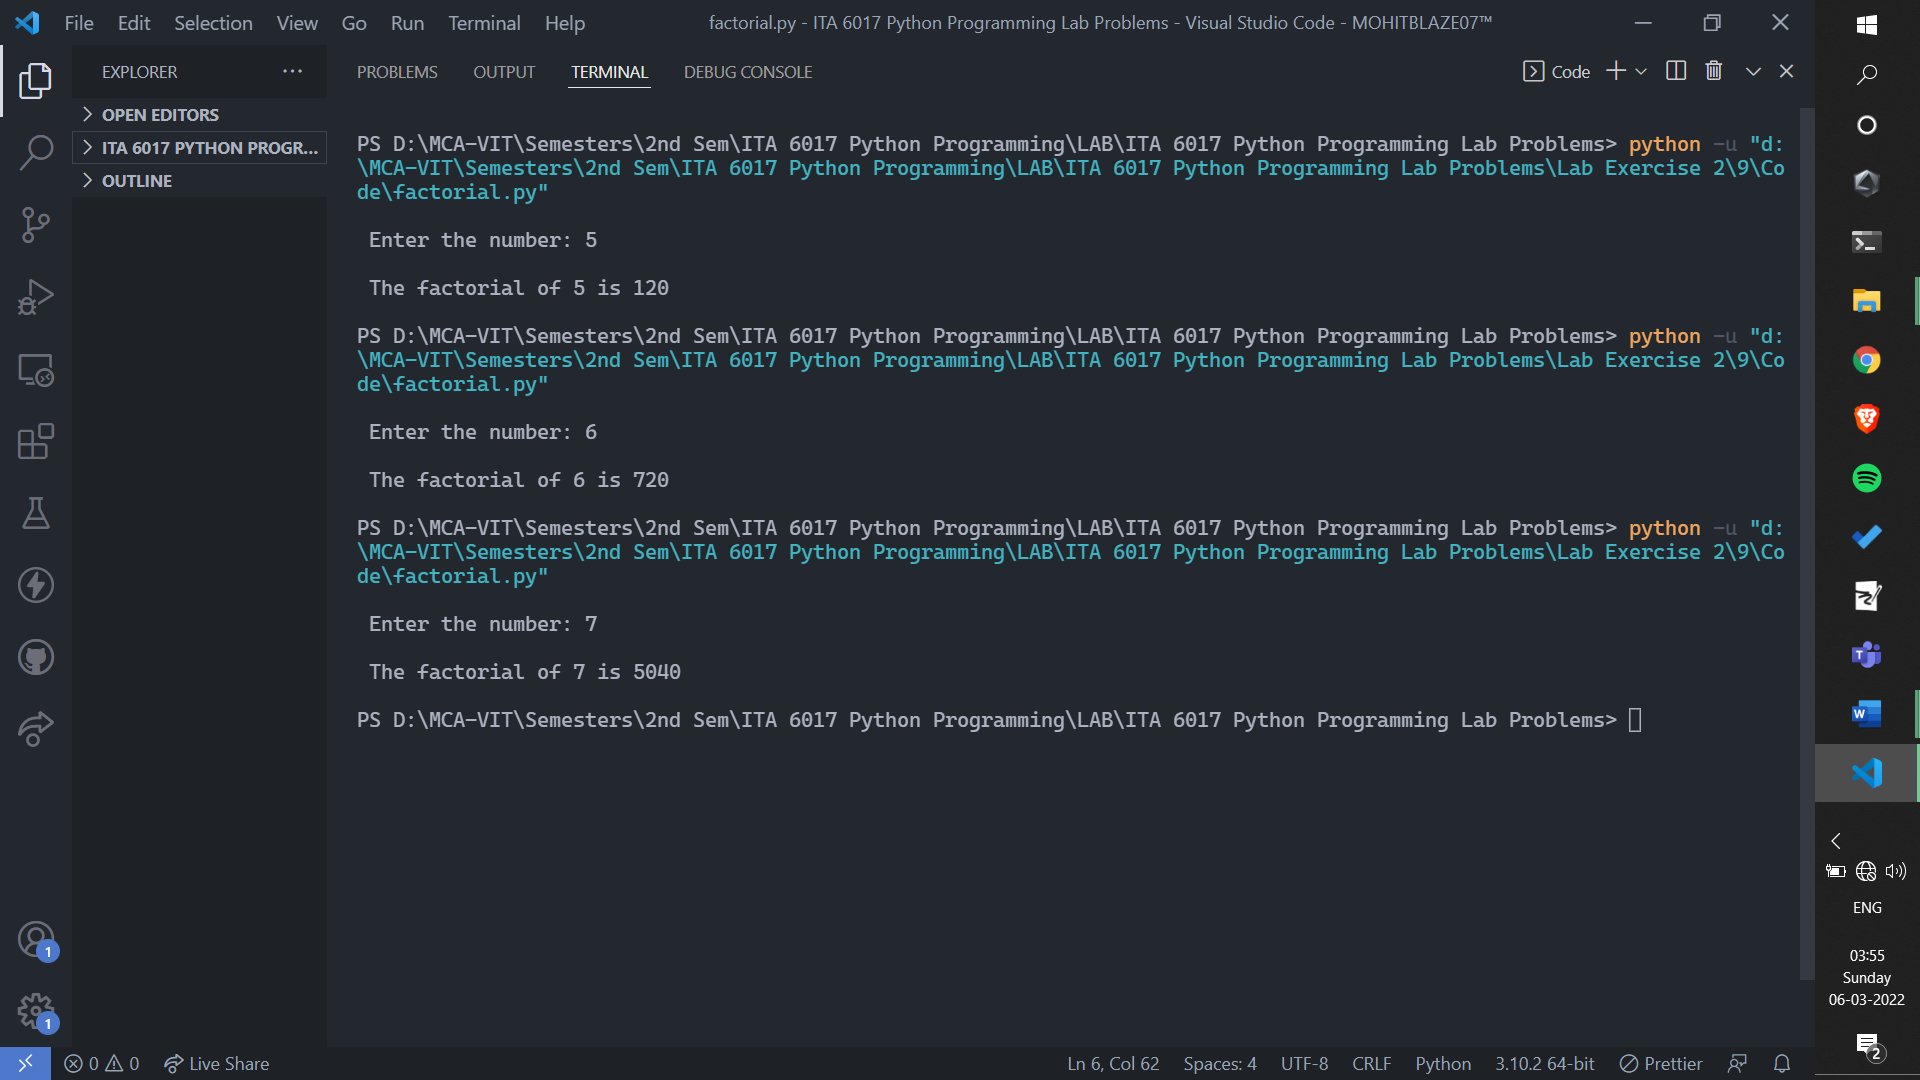 File Edit Selection View Go Run Terminal Help
factorial.py - ITA 6017 Python Programming Lab Problems - Visual Studio Code - MOHITBLAZE07™
EXPLORER
OPEN EDITORS
ITA 6017 PYTHON PROGR...
OUTLINE
PROBLEMS OUTPUT TERMINAL DEBUG CONSOLE
Code
PS D:\MCA-VIT\Semesters\2nd Sem\ITA 6017 Python Programming\LAB\ITA 6017 Python Programming Lab Problems> python -u "d:
\MCA-VIT\Semesters\2nd Sem\ITA 6017 Python Programming\LAB\ITA 6017 Python Programming Lab Problems\Lab Exercise 2\9\Co
de\factorial.py"
Enter the number: 5
The factorial of 5 is 120
PS D:\MCA-VIT\Semesters\2nd Sem\ITA 6017 Python Programming\LAB\ITA 6017 Python Programming Lab Problems> python -u "d:
\MCA-VIT\Semesters\2nd Sem\ITA 6017 Python Programming\LAB\ITA 6017 Python Programming Lab Problems\Lab Exercise 2\9\Co
de\factorial.py"
Enter the number: 6
The factorial of 6 is 720
PS D:\MCA-VIT\Semesters\2nd Sem\ITA 6017 Python Programming\LAB\ITA 6017 Python Programming Lab Problems> python -u "d:
\MCA-VIT\Semesters\2nd Sem\ITA 6017 Python Programming\LAB\ITA 6017 Python Programming Lab Problems\Lab Exercise 2\9\Co
de\factorial.py"
Enter the number: 7
The factorial of 7 is 5040
PS D:\MCA-VIT\Semesters\2nd Sem\ITA 6017 Python Programming\LAB\ITA 6017 Python Programming Lab Problems>
1
1
0 0 Live Share
Ln 6, Col 62 Spaces: 4 UTF-8 CRLF Python 3.10.2 64-bit Prettier
T
W
ENG
03:55
Sunday
06-03-2022
2